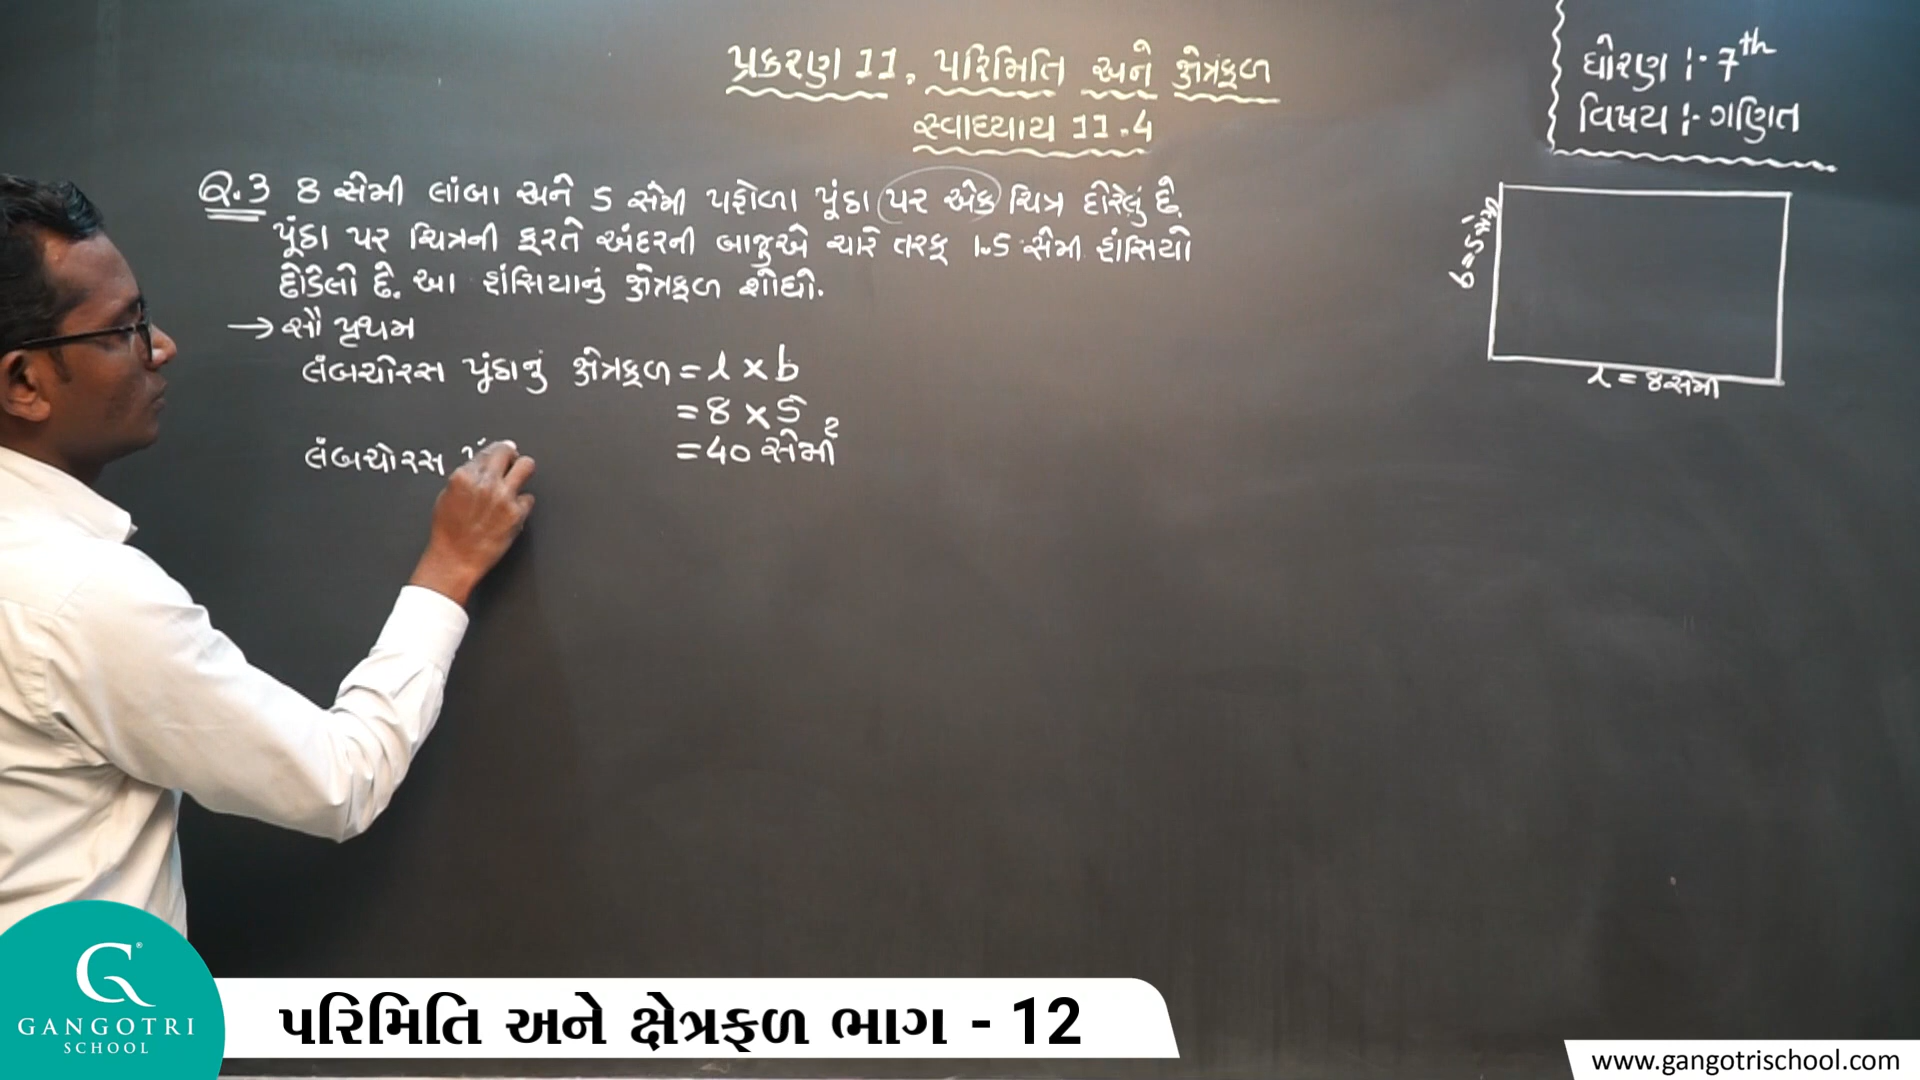 પ્રકરણ 11. પરિમિતિ અને ક્ષેત્રફળ
સ્વાધ્યાય 11.4
ધોરણ :- 7th
વિષય :- ગણિત
Q.3 8 સેમી લાંબા અને 5 સેમી પહોળા પૂંઠા પર એક ચિત્ર દોરેલું છે.
પૂંઠા પર ચિત્રની ફરતે અંદરની બાજુએ ચારે તરફ 1.5 સેમી હાંસિયો
છોડેલો છે. આ હાંસિયાનું ક્ષેત્રફળ શોધો.
→ સૌ પ્રથમ
લંબચોરસ પૂંઠાનું ક્ષેત્રફળ = l × b
= 8 × 5
લંબચોરસ = 40 સેમી²
b = 5 સેમી
l = 8 સેમી
GANGOTRI
SCHOOL
પરિમિતિ અને ક્ષેત્રફળ ભાગ - 12
www.gangotrischool.com